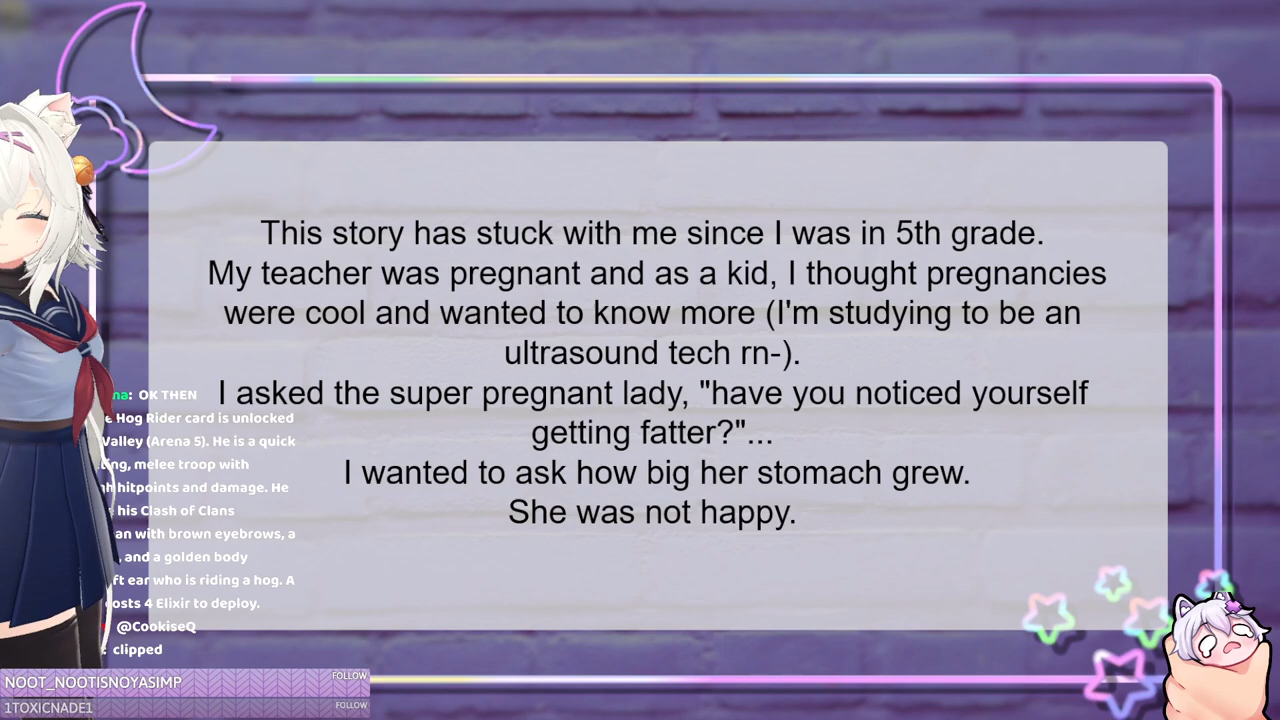 This story has stuck with me since I was in 5th grade.
My teacher was pregnant and as a kid, I thought pregnancies
were cool and wanted to know more (I'm studying to be an
ultrasound tech rn-).
I asked the super pregnant lady, "have you noticed yourself
getting fatter?"...
I wanted to ask how big her stomach grew.
She was not happy.
: OK THEN
Hog Rider card is unlocked
Valley (Arena 5). He is a quick
melee troop with
hitpoints and damage. He
his Clash of Clans
with brown eyebrows, a
, and a golden body
ear who is riding a hog. A
4 Elixir to deploy.
@CookiseQ
: clipped
NOOT_NOOTISNOYASIMP FOLLOW
1TOXICNADE1 FOLLOW